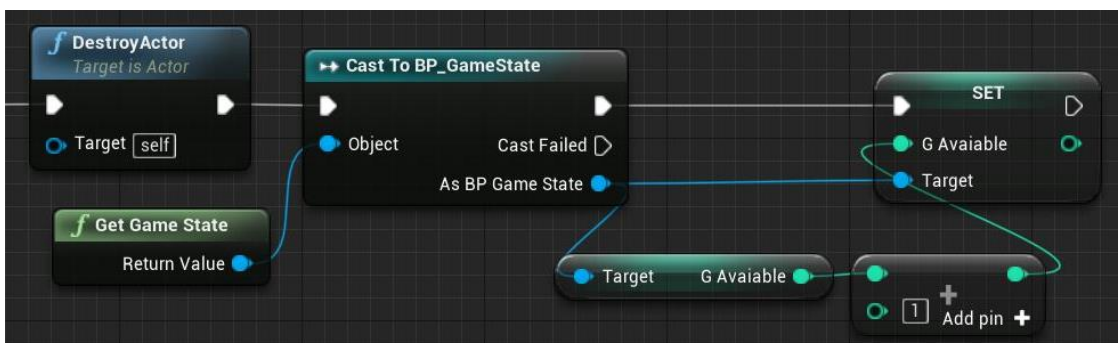 f DestroyActor
Target is Actor
Target self
Cast To BP_GameState
Object Cast Failed
As BP Game State
f Get Game State
Return Value
SET
G Avaiable
Target
Target G Avaiable
1
Add pin +